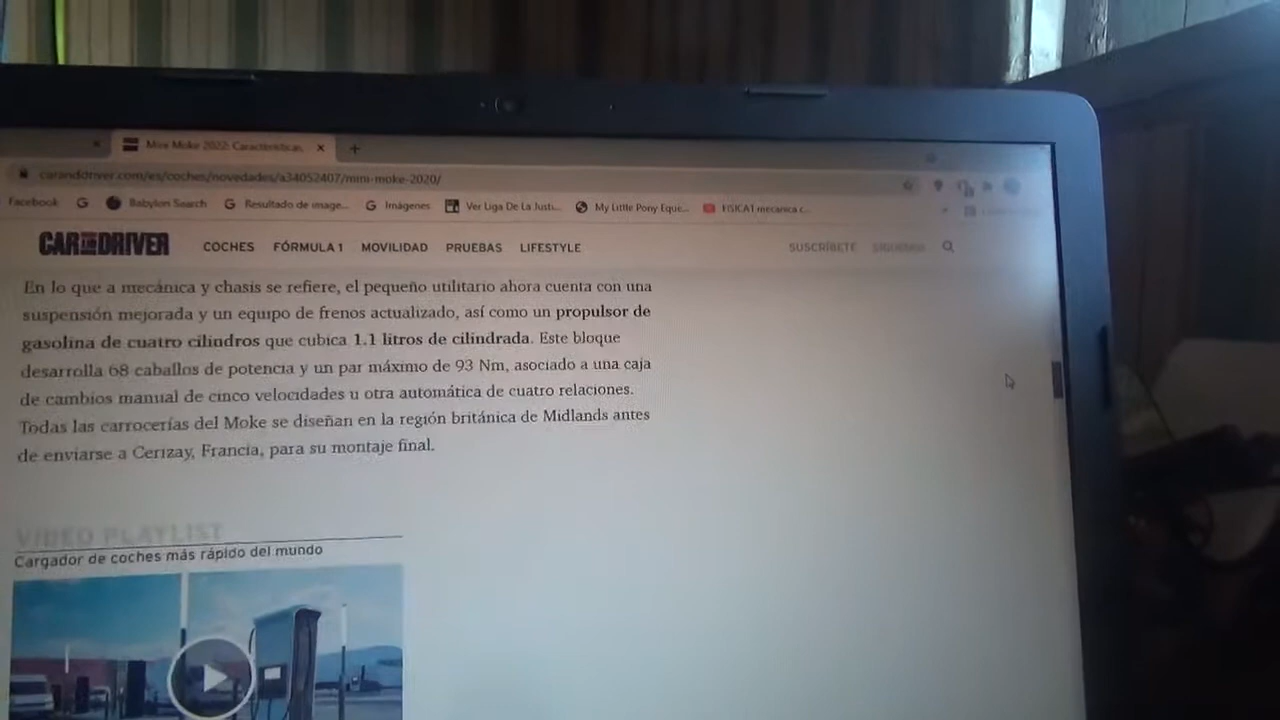 Mini Moke 2022: Características,
caranddriver.com/es/coches/novedades/a34052407/mini-moke-2020/
Facebook Babylon Search Resultado de image... Imágenes Ver Liga De La Justi... My Little Pony Eque... FISICA1 mecanica c...
CAR AND DRIVER COCHES FÓRMULA 1 MOVILIDAD PRUEBAS LIFESTYLE SUSCRÍBETE
En lo que a mecánica y chasis se refiere, el pequeño utilitario ahora cuenta con una
suspensión mejorada y un equipo de frenos actualizado, así como un propulsor de
gasolina de cuatro cilindros que cubica 1.1 litros de cilindrada. Este bloque
desarrolla 68 caballos de potencia y un par máximo de 93 Nm, asociado a una caja
de cambios manual de cinco velocidades u otra automática de cuatro relaciones.
Todas las carrocerías del Moke se diseñan en la región británica de Midlands antes
de enviarse a Cerizay, Francia, para su montaje final.
VIDEO PLAYLIST
Cargador de coches más rápido del mundo